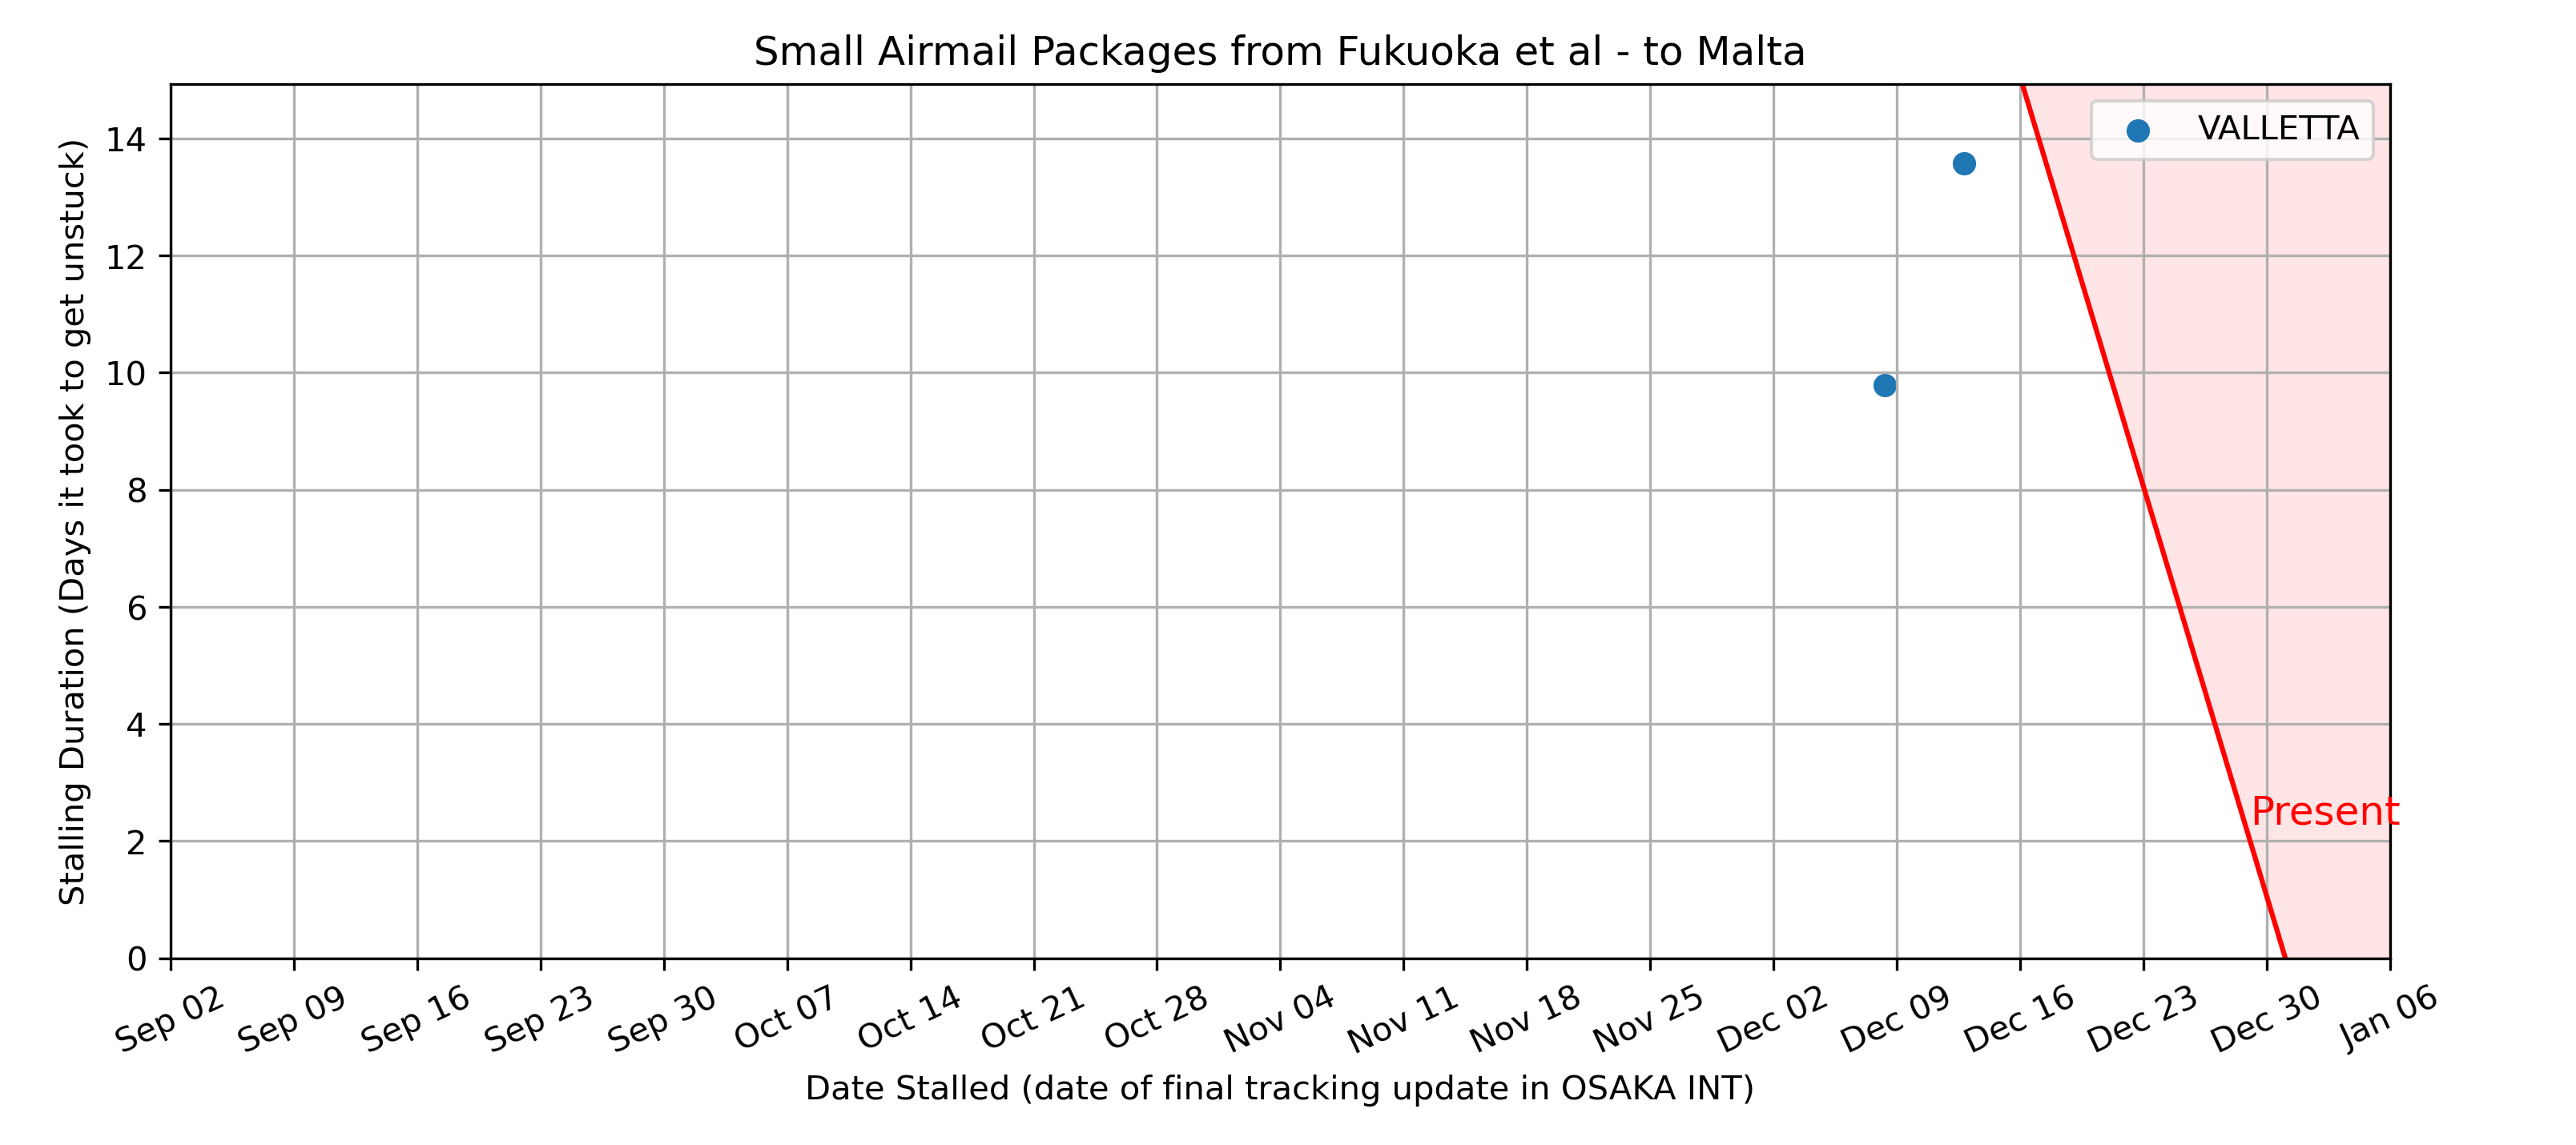 Small Airmail Packages from Fukuoka et al - to Malta
VALLETTA
Stalling Duration (Days it took to get unstuck)
14
12
10
8
6
4
2
0
Present
Sep 02
Sep 09
Sep 16
Sep 23
Sep 30
Oct 07
Oct 14
Oct 21
Oct 28
Nov 04
Nov 11
Nov 18
Nov 25
Dec 02
Dec 09
Dec 16
Dec 23
Dec 30
Jan 06
Date Stalled (date of final tracking update in OSAKA INT)